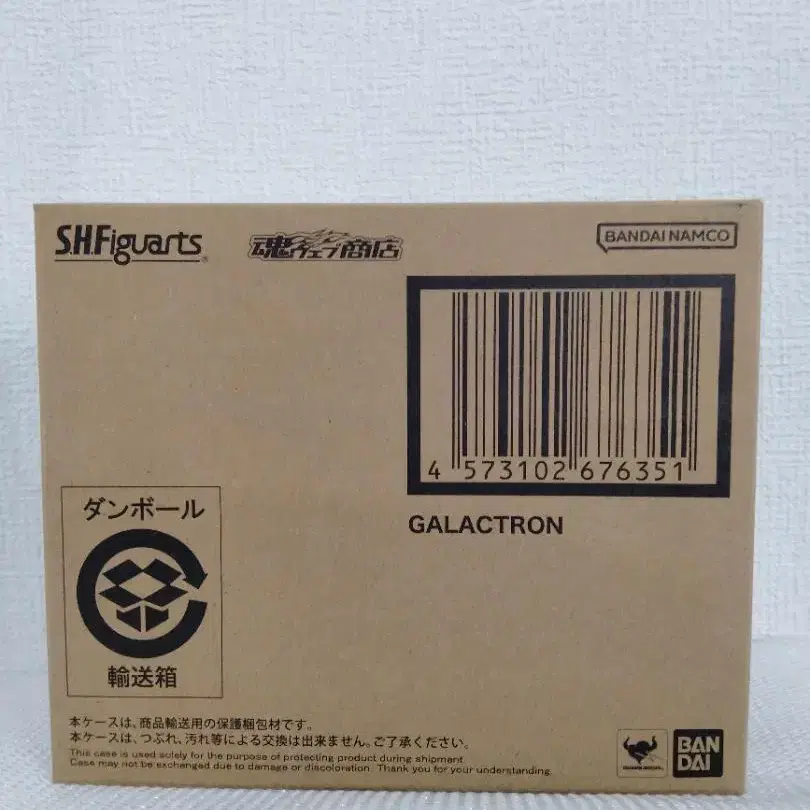 S.H.Figuarts
魂ウェブ商店
BANDAI NAMCO
4 573102 676351
GALACTRON
ダンボール
輸送箱
本ケースは、商品輸送用の保護梱包材です。
本ケースは、つぶれ、汚れ等による交換は出来ません。ご了承ください。
This case is used solely for the purpose of protecting product during shipment.
Case may not be exchanged due to damage or discoloration. Thank you for your understanding.
BAN
DAI